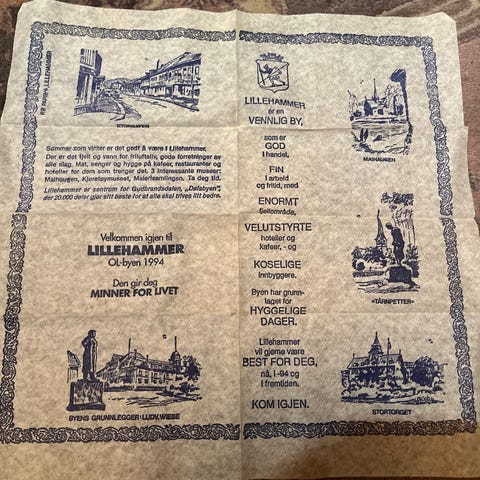 RE PAPIR • LILLEHAMMER
STORGATEN
Sommer som vinter er det godt å være i Lillehammer.
Der er det fjell og vann for friluftsliv, gode forretninger av
alle slag. Mat, senger og hygge på kafeer, restauranter og
hoteller for dem som trenger det. 3 interessante museer:
Maihaugen, Kjøretøymuseet, Malerisamlingen. Ta deg tid.
Lillehammer er sentrum for Gudbrandsdalen, „Dølabyen",
der 20.000 deler gjør sitt beste for at alle skal trives litt bedre.
Velkommen igjen til
LILLEHAMMER
OL-byen 1994
Den gir deg
MINNER FOR LIVET
BYENS GRUNNLEGGER LUDV. WIESE
LILLEHAMMER
er en
VENNLIG BY,
som er
GOD
i handel,
FIN
i arbeid
og fritid, med
ENORMT
fjellområde,
VELUTSTYRTE
hoteller og
kafeer, - og
KOSELIGE
innbyggere.
Byen har grunn-
laget for
HYGGELIGE
DAGER.
Lillehammer
vil gjerne være
BEST FOR DEG,
nå, i -94 og
i fremtiden.
KOM IGJEN.
MAIHAUGEN
«TÅRNPETTER»
STORTORGET